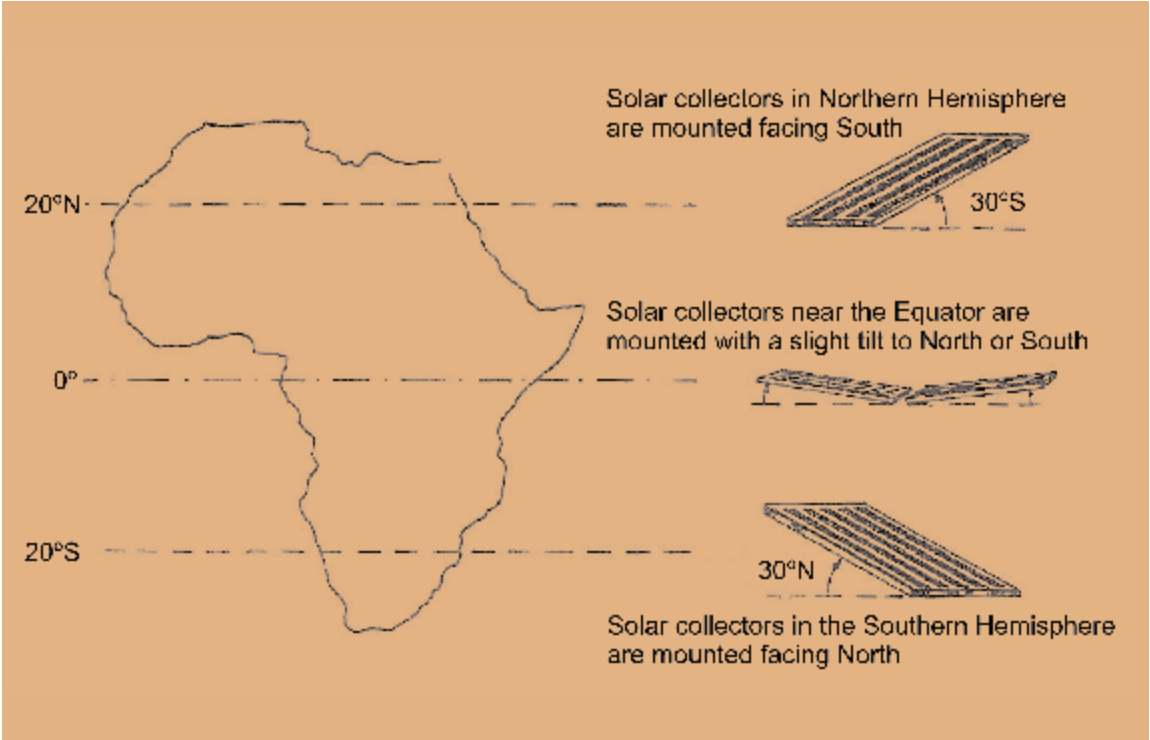 Solar collectors in Northern Hemisphere
are mounted facing South
20°N
30°S
Solar collectors near the Equator are
mounted with a slight tilt to North or South
0°
20°S
30°N
Solar collectors in the Southern Hemisphere
are mounted facing North